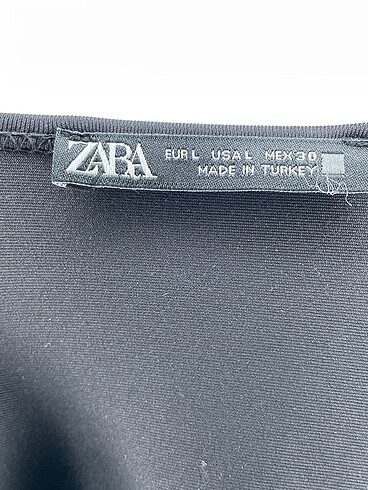 ZARA
EUR L USA L MEX 30
MADE IN TURKEY